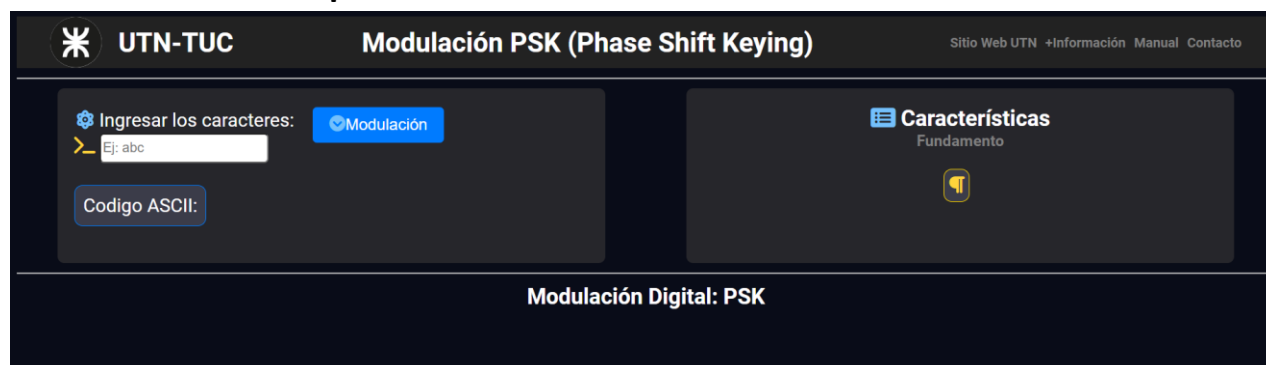 UTN-TUC
Modulación PSK (Phase Shift Keying)
Sitio Web UTN +Información Manual Contacto
Ingresar los caracteres:
Modulación
Ej: abc
Codigo ASCII:
Características
Fundamento
¶
Modulación Digital: PSK